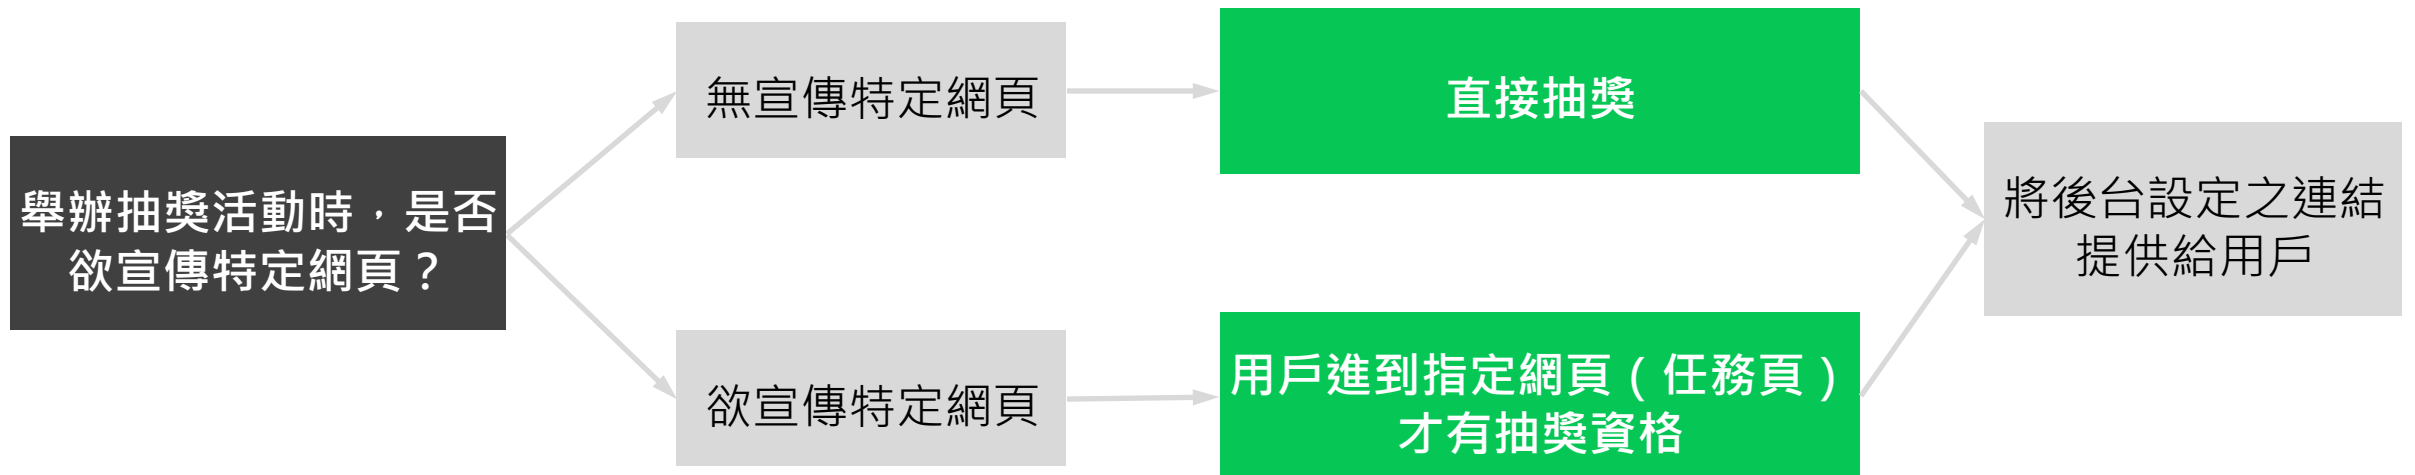 舉辦抽獎活動時，是否
欲宣傳特定網頁？
無宣傳特定網頁
直接抽獎
欲宣傳特定網頁
用戶進到指定網頁（任務頁）
才有抽獎資格
將後台設定之連結
提供給用戶